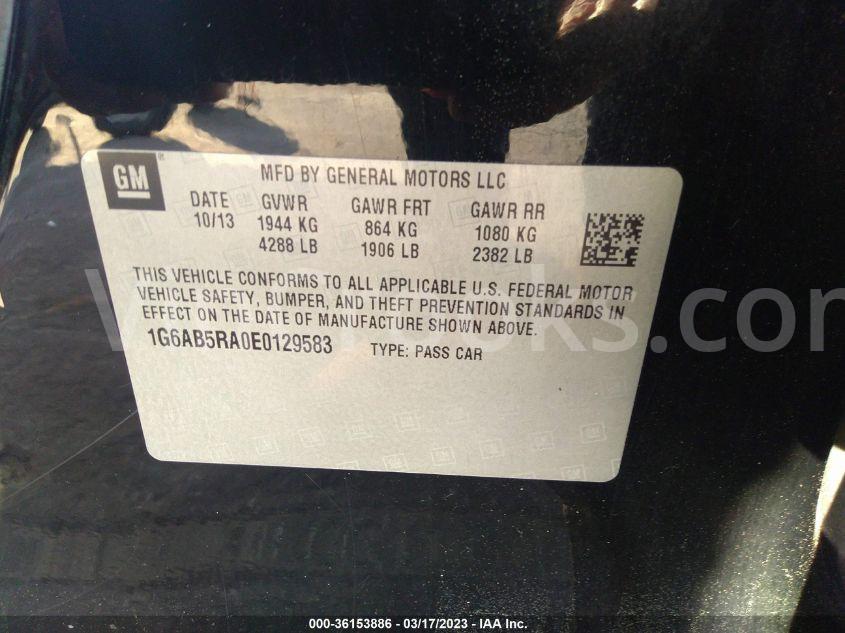 GM
MFD BY GENERAL MOTORS LLC
DATE GVWR GAWR FRT GAWR RR
10/13 1944 KG 864 KG 1080 KG
4288 LB 1906 LB 2382 LB
THIS VEHICLE CONFORMS TO ALL APPLICABLE U.S. FEDERAL MOTOR
VEHICLE SAFETY, BUMPER, AND THEFT PREVENTION STANDARDS IN
EFFECT ON THE DATE OF MANUFACTURE SHOWN ABOVE.
1G6AB5RA0E0129583 TYPE: PASS CAR
000-36153886 - 03/17/2023 - IAA Inc.